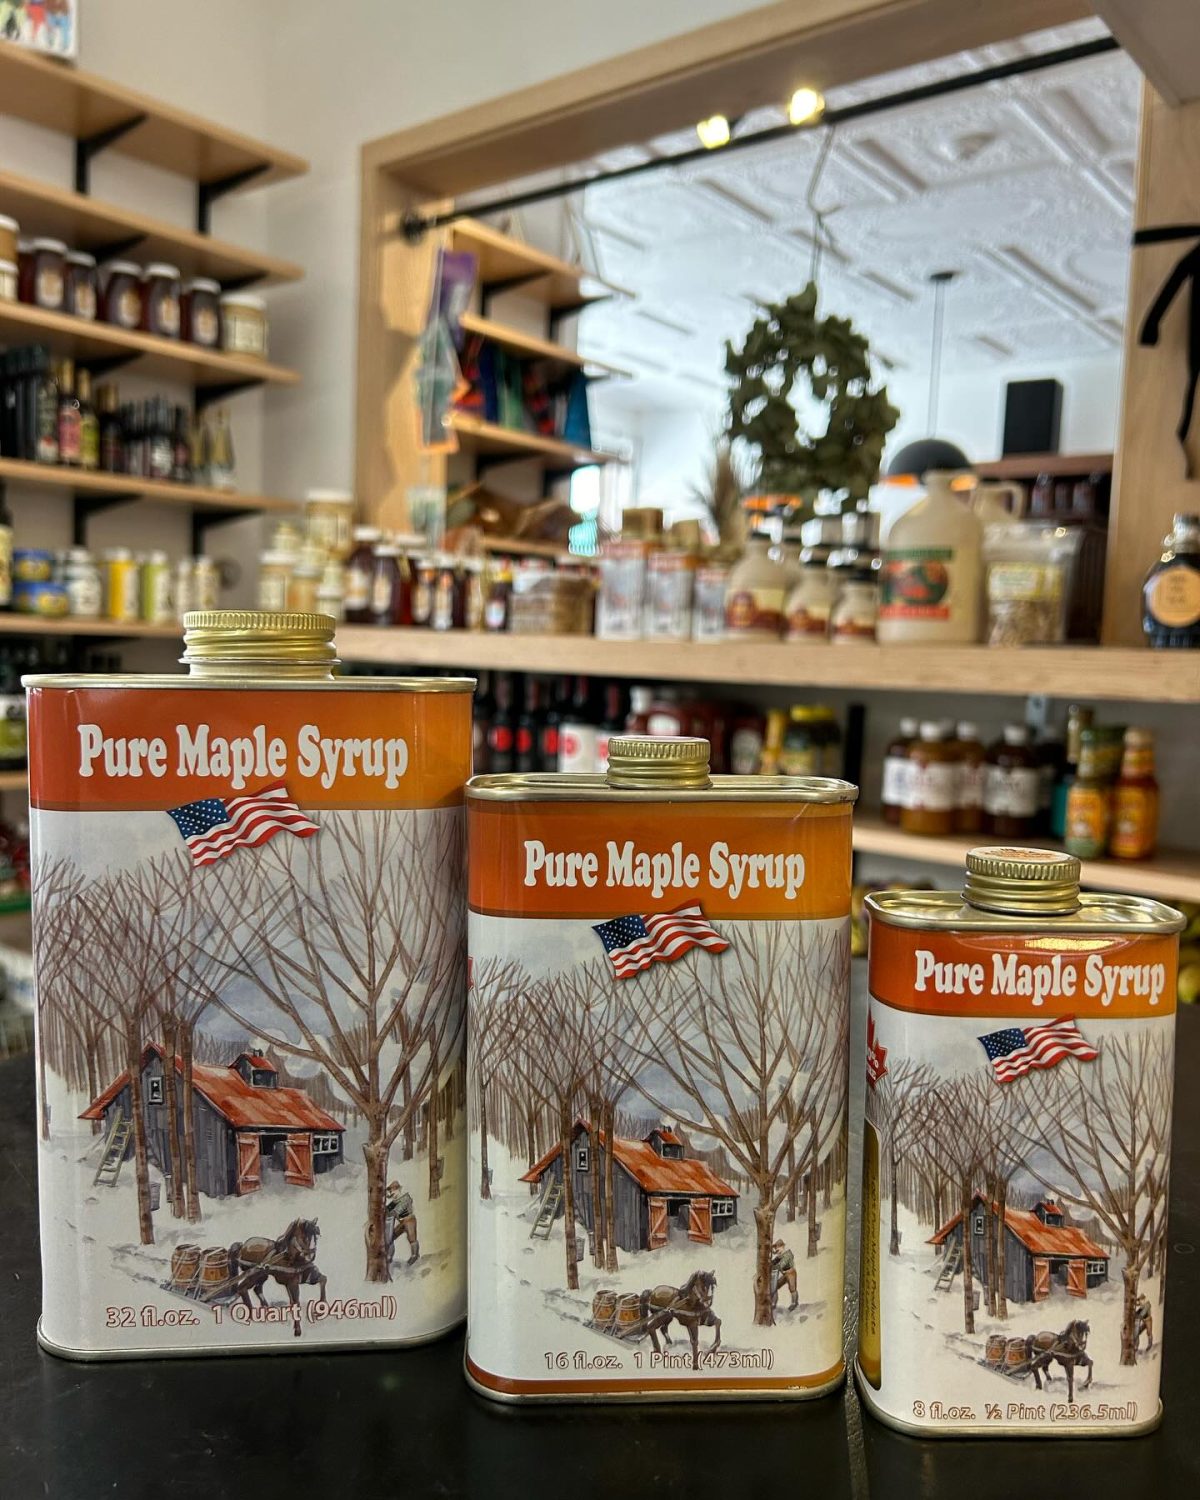 Pure Maple Syrup
32 fl.oz. 1 Quart (946ml)
Pure Maple Syrup
16 fl.oz. 1 Pint (473ml)
Pure Maple Syrup
8 fl.oz. ½ Pint (236.5ml)